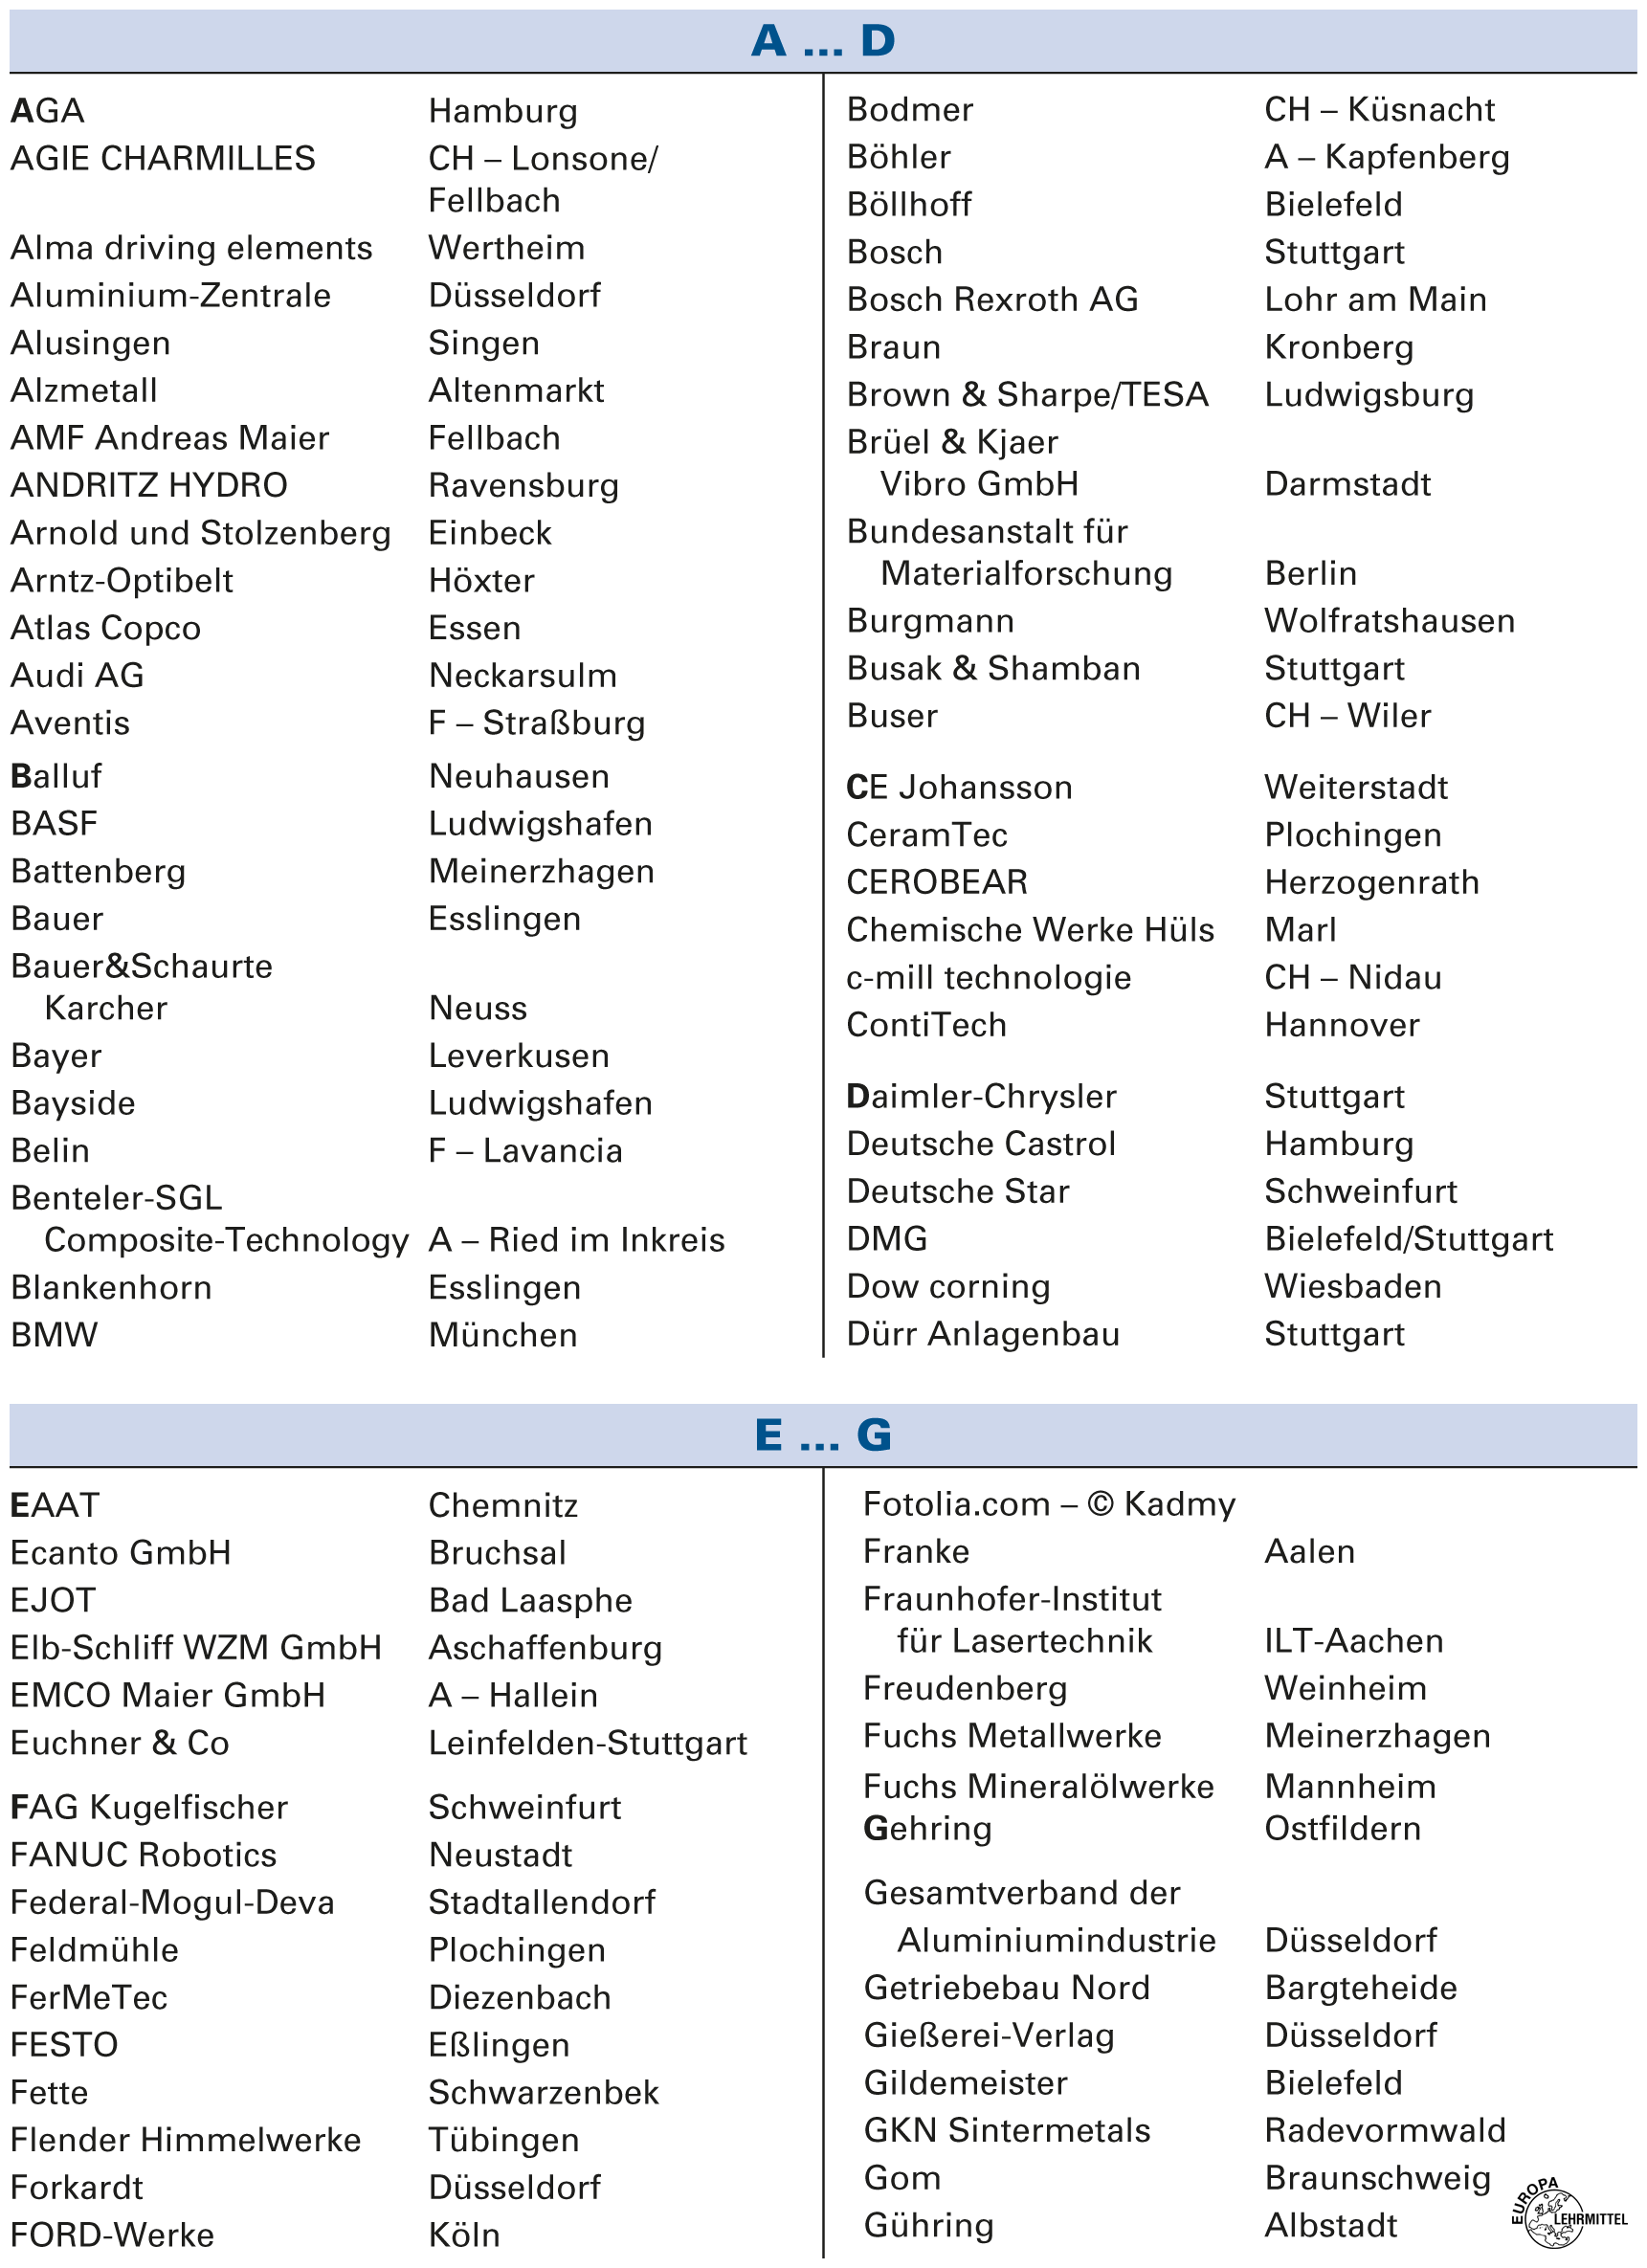 A ... D
AGA Hamburg
AGIE CHARMILLES CH – Lonsone/
Fellbach
Alma driving elements Wertheim
Aluminium-Zentrale Düsseldorf
Alusingen Singen
Alzmetall Altenmarkt
AMF Andreas Maier Fellbach
ANDRITZ HYDRO Ravensburg
Arnold und Stolzenberg Einbeck
Arntz-Optibelt Höxter
Atlas Copco Essen
Audi AG Neckarsulm
Aventis F – Straßburg
Balluf Neuhausen
BASF Ludwigshafen
Battenberg Meinerzhagen
Bauer Esslingen
Bauer&Schaurte
Karcher Neuss
Bayer Leverkusen
Bayside Ludwigshafen
Belin F – Lavancia
Benteler-SGL
Composite-Technology A – Ried im Inkreis
Blankenhorn Esslingen
BMW München
Bodmer CH – Küsnacht
Böhler A – Kapfenberg
Böllhoff Bielefeld
Bosch Stuttgart
Bosch Rexroth AG Lohr am Main
Braun Kronberg
Brown & Sharpe/TESA Ludwigsburg
Brüel & Kjaer
Vibro GmbH Darmstadt
Bundesanstalt für
Materialforschung Berlin
Burgmann Wolfratshausen
Busak & Shamban Stuttgart
Buser CH – Wiler
CE Johansson Weiterstadt
CeramTec Plochingen
CEROBEAR Herzogenrath
Chemische Werke Hüls Marl
c-mill technologie CH – Nidau
ContiTech Hannover
Daimler-Chrysler Stuttgart
Deutsche Castrol Hamburg
Deutsche Star Schweinfurt
DMG Bielefeld/Stuttgart
Dow corning Wiesbaden
Dürr Anlagenbau Stuttgart
E ... G
EAAT Chemnitz
Ecanto GmbH Bruchsal
EJOT Bad Laasphe
Elb-Schliff WZM GmbH Aschaffenburg
EMCO Maier GmbH A – Hallein
Euchner & Co Leinfelden-Stuttgart
FAG Kugelfischer Schweinfurt
FANUC Robotics Neustadt
Federal-Mogul-Deva Stadtallendorf
Feldmühle Plochingen
FerMeTec Diezenbach
FESTO Eßlingen
Fette Schwarzenbek
Flender Himmelwerke Tübingen
Forkardt Düsseldorf
FORD-Werke Köln
Fotolia.com – © Kadmy
Franke Aalen
Fraunhofer-Institut
für Lasertechnik ILT-Aachen
Freudenberg Weinheim
Fuchs Metallwerke Meinerzhagen
Fuchs Mineralölwerke Mannheim
Gehring Ostfildern
Gesamtverband der
Aluminiumindustrie Düsseldorf
Getriebebau Nord Bargteheide
Gießerei-Verlag Düsseldorf
Gildemeister Bielefeld
GKN Sintermetals Radevormwald
Gom Braunschweig
Gühring Albstadt
EUROPA
LEHRMITTEL